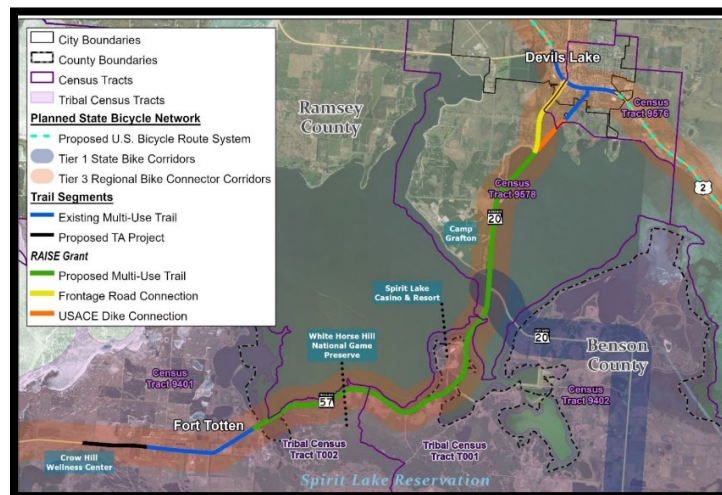 City Boundaries
County Boundaries
Census Tracts
Tribal Census Tracts
Planned State Bicycle Network
Proposed U.S. Bicycle Route System
Tier 1 State Bike Corridors
Tier 3 Regional Bike Connector Corridors
Trail Segments
Existing Multi-Use Trail
Proposed TA Project
RAISE Grant
Proposed Multi-Use Trail
Frontage Road Connection
USACE Dike Connection
Devils Lake
Ramsey
County
Census
Tract 9576
2
Census
Tract 9578
20
Camp
Grafton
Spirit Lake
Casino & Resort
White Horse Hill
National Game
Preserve
20
Benson
County
Census
Tract 9401
Census
Tract 9402
57
Fort Totten
Tribal Census
Tract T002
Tribal Census
Tract T001
Crow Hill
Wellness Center
Spirit Lake Reservation